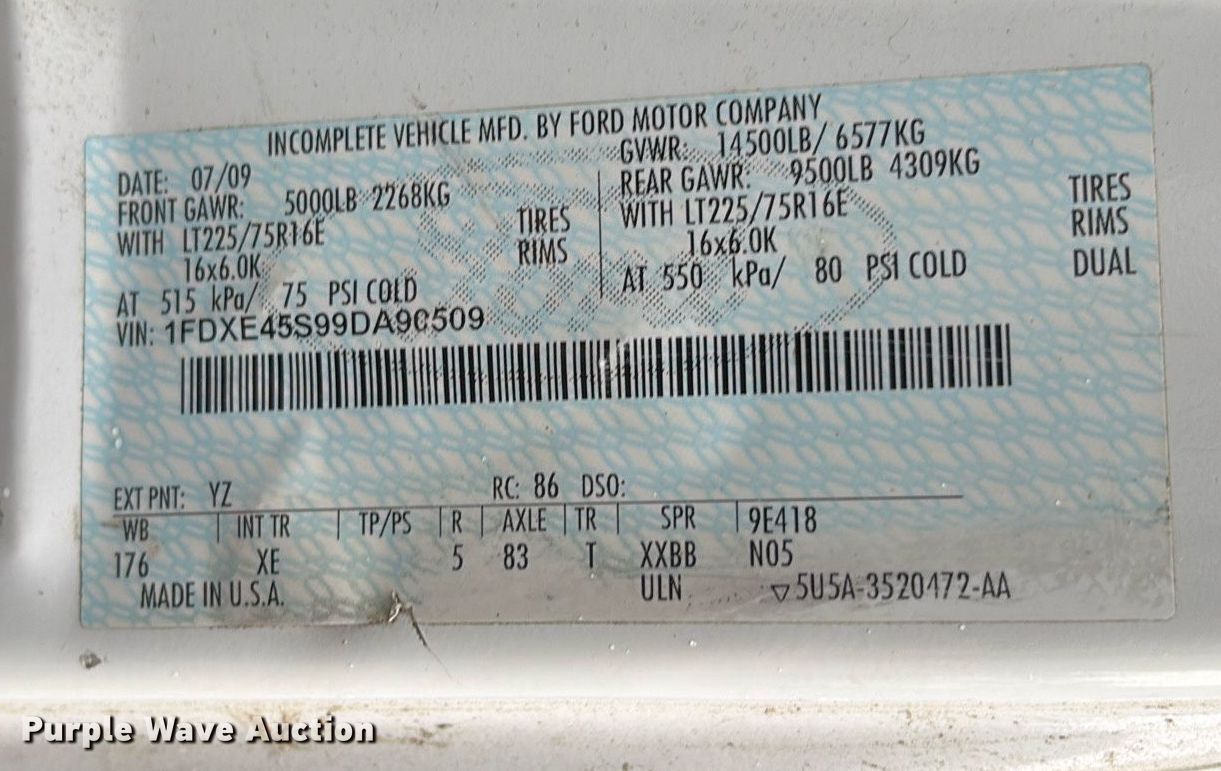 INCOMPLETE VEHICLE MFD. BY FORD MOTOR COMPANY
DATE: 07/09
FRONT GAWR: 5000LB 2268KG
WITH LT225/75R16E TIRES
16x6.0K RIMS
AT 515 kPa/ 75 PSI COLD
GVWR: 14500LB/ 6577KG
REAR GAWR: 9500LB 4309KG
WITH LT225/75R16E TIRES
16x6.0K RIMS
AT 550 kPa/ 80 PSI COLD DUAL
VIN: 1FDXE45S99DA90509
EXT PNT: YZ RC: 86 DSO:
WB | INT TR | TP/PS | R | AXLE | TR | SPR | 9E418
176 XE 5 83 T XXBB N05
MADE IN U.S.A. ULN ▽5U5A-3520472-AA
Purple Wave Auction